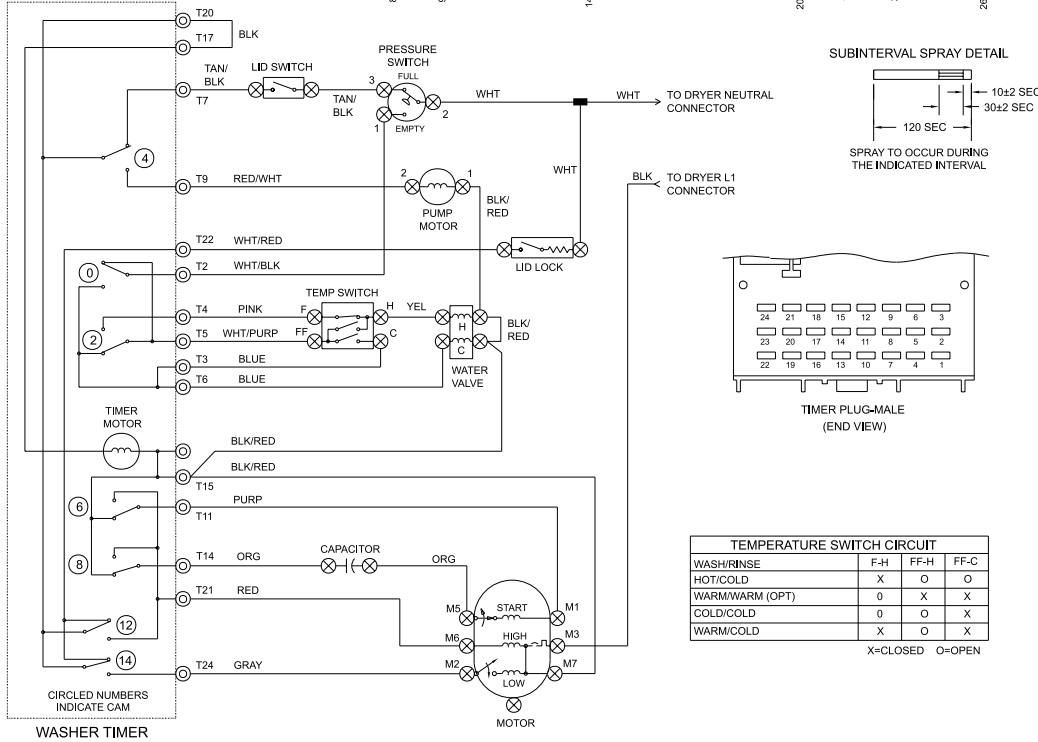 T20
T17
BLK
TAN/
BLK
T7
LID SWITCH
TAN/
BLK
PRESSURE
SWITCH
FULL
3
2
1
EMPTY
WHT
WHT
TO DRYER NEUTRAL
CONNECTOR
4
T9
RED/WHT
2
1
PUMP
MOTOR
BLK/
RED
WHT
BLK
TO DRYER L1
CONNECTOR
T22
WHT/RED
LID LOCK
0
T2
WHT/BLK
TEMP SWITCH
T4
PINK
F
H
YEL
2
T5
WHT/PURP
FF
C
H
C
BLK/
RED
WATER
VALVE
T3
BLUE
T6
BLUE
TIMER
MOTOR
BLK/RED
BLK/RED
T15
6
PURP
T11
8
T14
ORG
CAPACITOR
ORG
T21
RED
M5
START
M1
12
M6
HIGH
M3
14
T24
GRAY
M2
LOW
M7
MOTOR
CIRCLED NUMBERS
INDICATE CAM
WASHER TIMER
14
20
26
SUBINTERVAL SPRAY DETAIL
10±2 SEC
30±2 SEC
120 SEC
SPRAY TO OCCUR DURING
THE INDICATED INTERVAL
24 21 18 15 12 9 6 3
23 20 17 14 11 8 5 2
22 19 16 13 10 7 4 1
TIMER PLUG-MALE
(END VIEW)
TEMPERATURE SWITCH CIRCUIT
WASH/RINSE F-H FF-H FF-C
HOT/COLD X O O
WARM/WARM (OPT) 0 X X
COLD/COLD 0 O X
WARM/COLD X O X
X=CLOSED O=OPEN